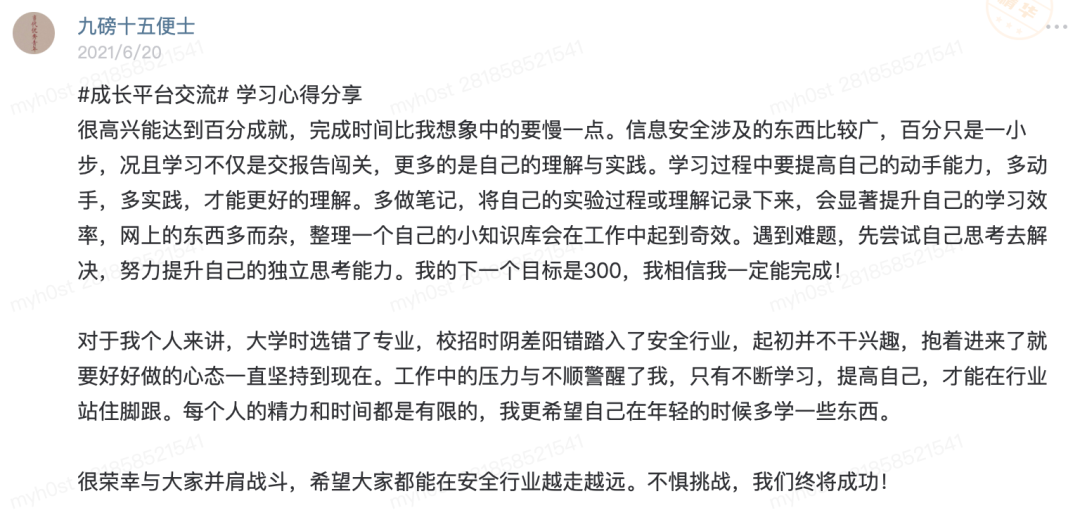 九磅十五便士
2021/6/20
#成长平台交流# 学习心得分享
很高兴能达到百分成就，完成时间比我想象中的要慢一点。信息安全涉及的东西比较广，百分只是一小
步，况且学习不仅是交报告闯关，更多的是自己的理解与实践。学习过程中要提高自己的动手能力，多动
手，多实践，才能更好的理解。多做笔记，将自己的实验过程或理解记录下来，会显著提升自己的学习效
率，网上的东西多而杂，整理一个自己的小知识库会在工作中起到奇效。遇到难题，先尝试自己思考去解
决，努力提升自己的独立思考能力。我的下一个目标是300，我相信我一定能完成！
对于我个人来讲，大学时选错了专业，校招时阴差阳错踏入了安全行业，起初并不干兴趣，抱着进来了就
要好好做的心态一直坚持到现在。工作中的压力与不顺警醒了我，只有不断学习，提高自己，才能在行业
站住脚跟。每个人的精力和时间都是有限的，我更希望自己在年轻的时候多学一些东西。
很荣幸与大家并肩战斗，希望大家都能在安全行业越走越远。不惧挑战，我们终将成功！
myh0st 281858521541